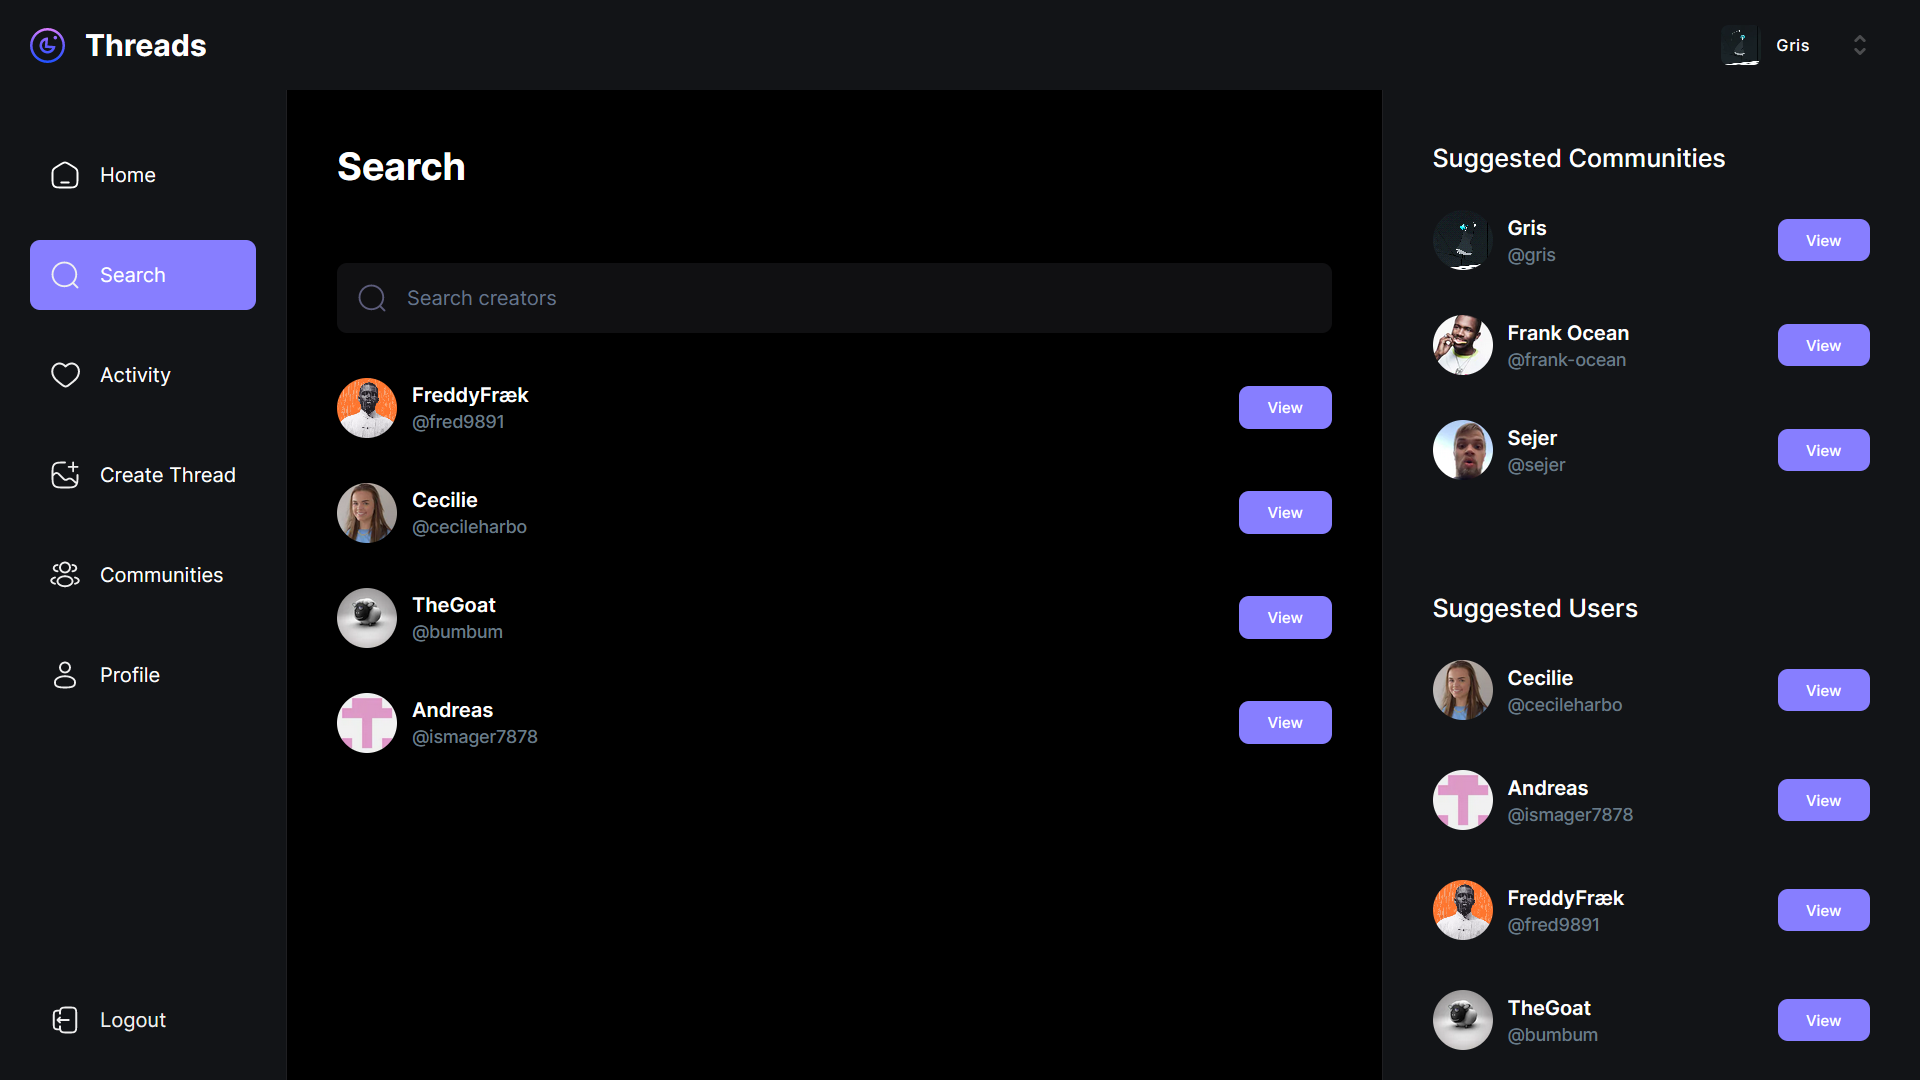 Threads
Gris
Home
Search
Activity
Create Thread
Communities
Profile
Logout
Search
Search creators
FreddyFræk
@fred9891
View
Cecilie
@cecileharbo
View
TheGoat
@bumbum
View
Andreas
@ismager7878
View
Suggested Communities
Gris
@gris
View
Frank Ocean
@frank-ocean
View
Sejer
@sejer
View
Suggested Users
Cecilie
@cecileharbo
View
Andreas
@ismager7878
View
FreddyFræk
@fred9891
View
TheGoat
@bumbum
View